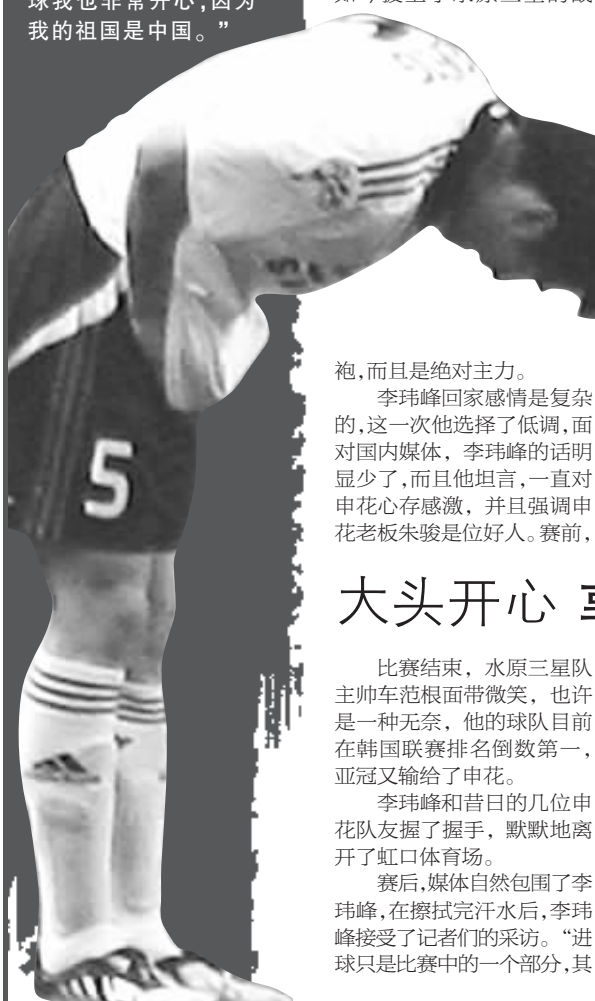 球我也非常开心,因为
我的祖国是中国。”
袍,而且是绝对主力。
李玮峰回家感情是复杂
的,这一次他选择了低调,面
对国内媒体，李玮峰的话明
显少了,而且他坦言,一直对
申花心存感激，并且强调申
花老板朱骏是位好人。赛前,
大头开心
比赛结束，水原三星队
主帅车范根面带微笑，也许
是一种无奈，他的球队目前
在韩国联赛排名倒数第一，
亚冠又输给了申花。
李玮峰和昔日的几位申
花队友握了握手，默默地离
开了虹口体育场。
赛后,媒体自然包围了李
玮峰,在擦拭完汗水后,李玮
峰接受了记者们的采访。“进
球只是比赛中的一个部分,其
5